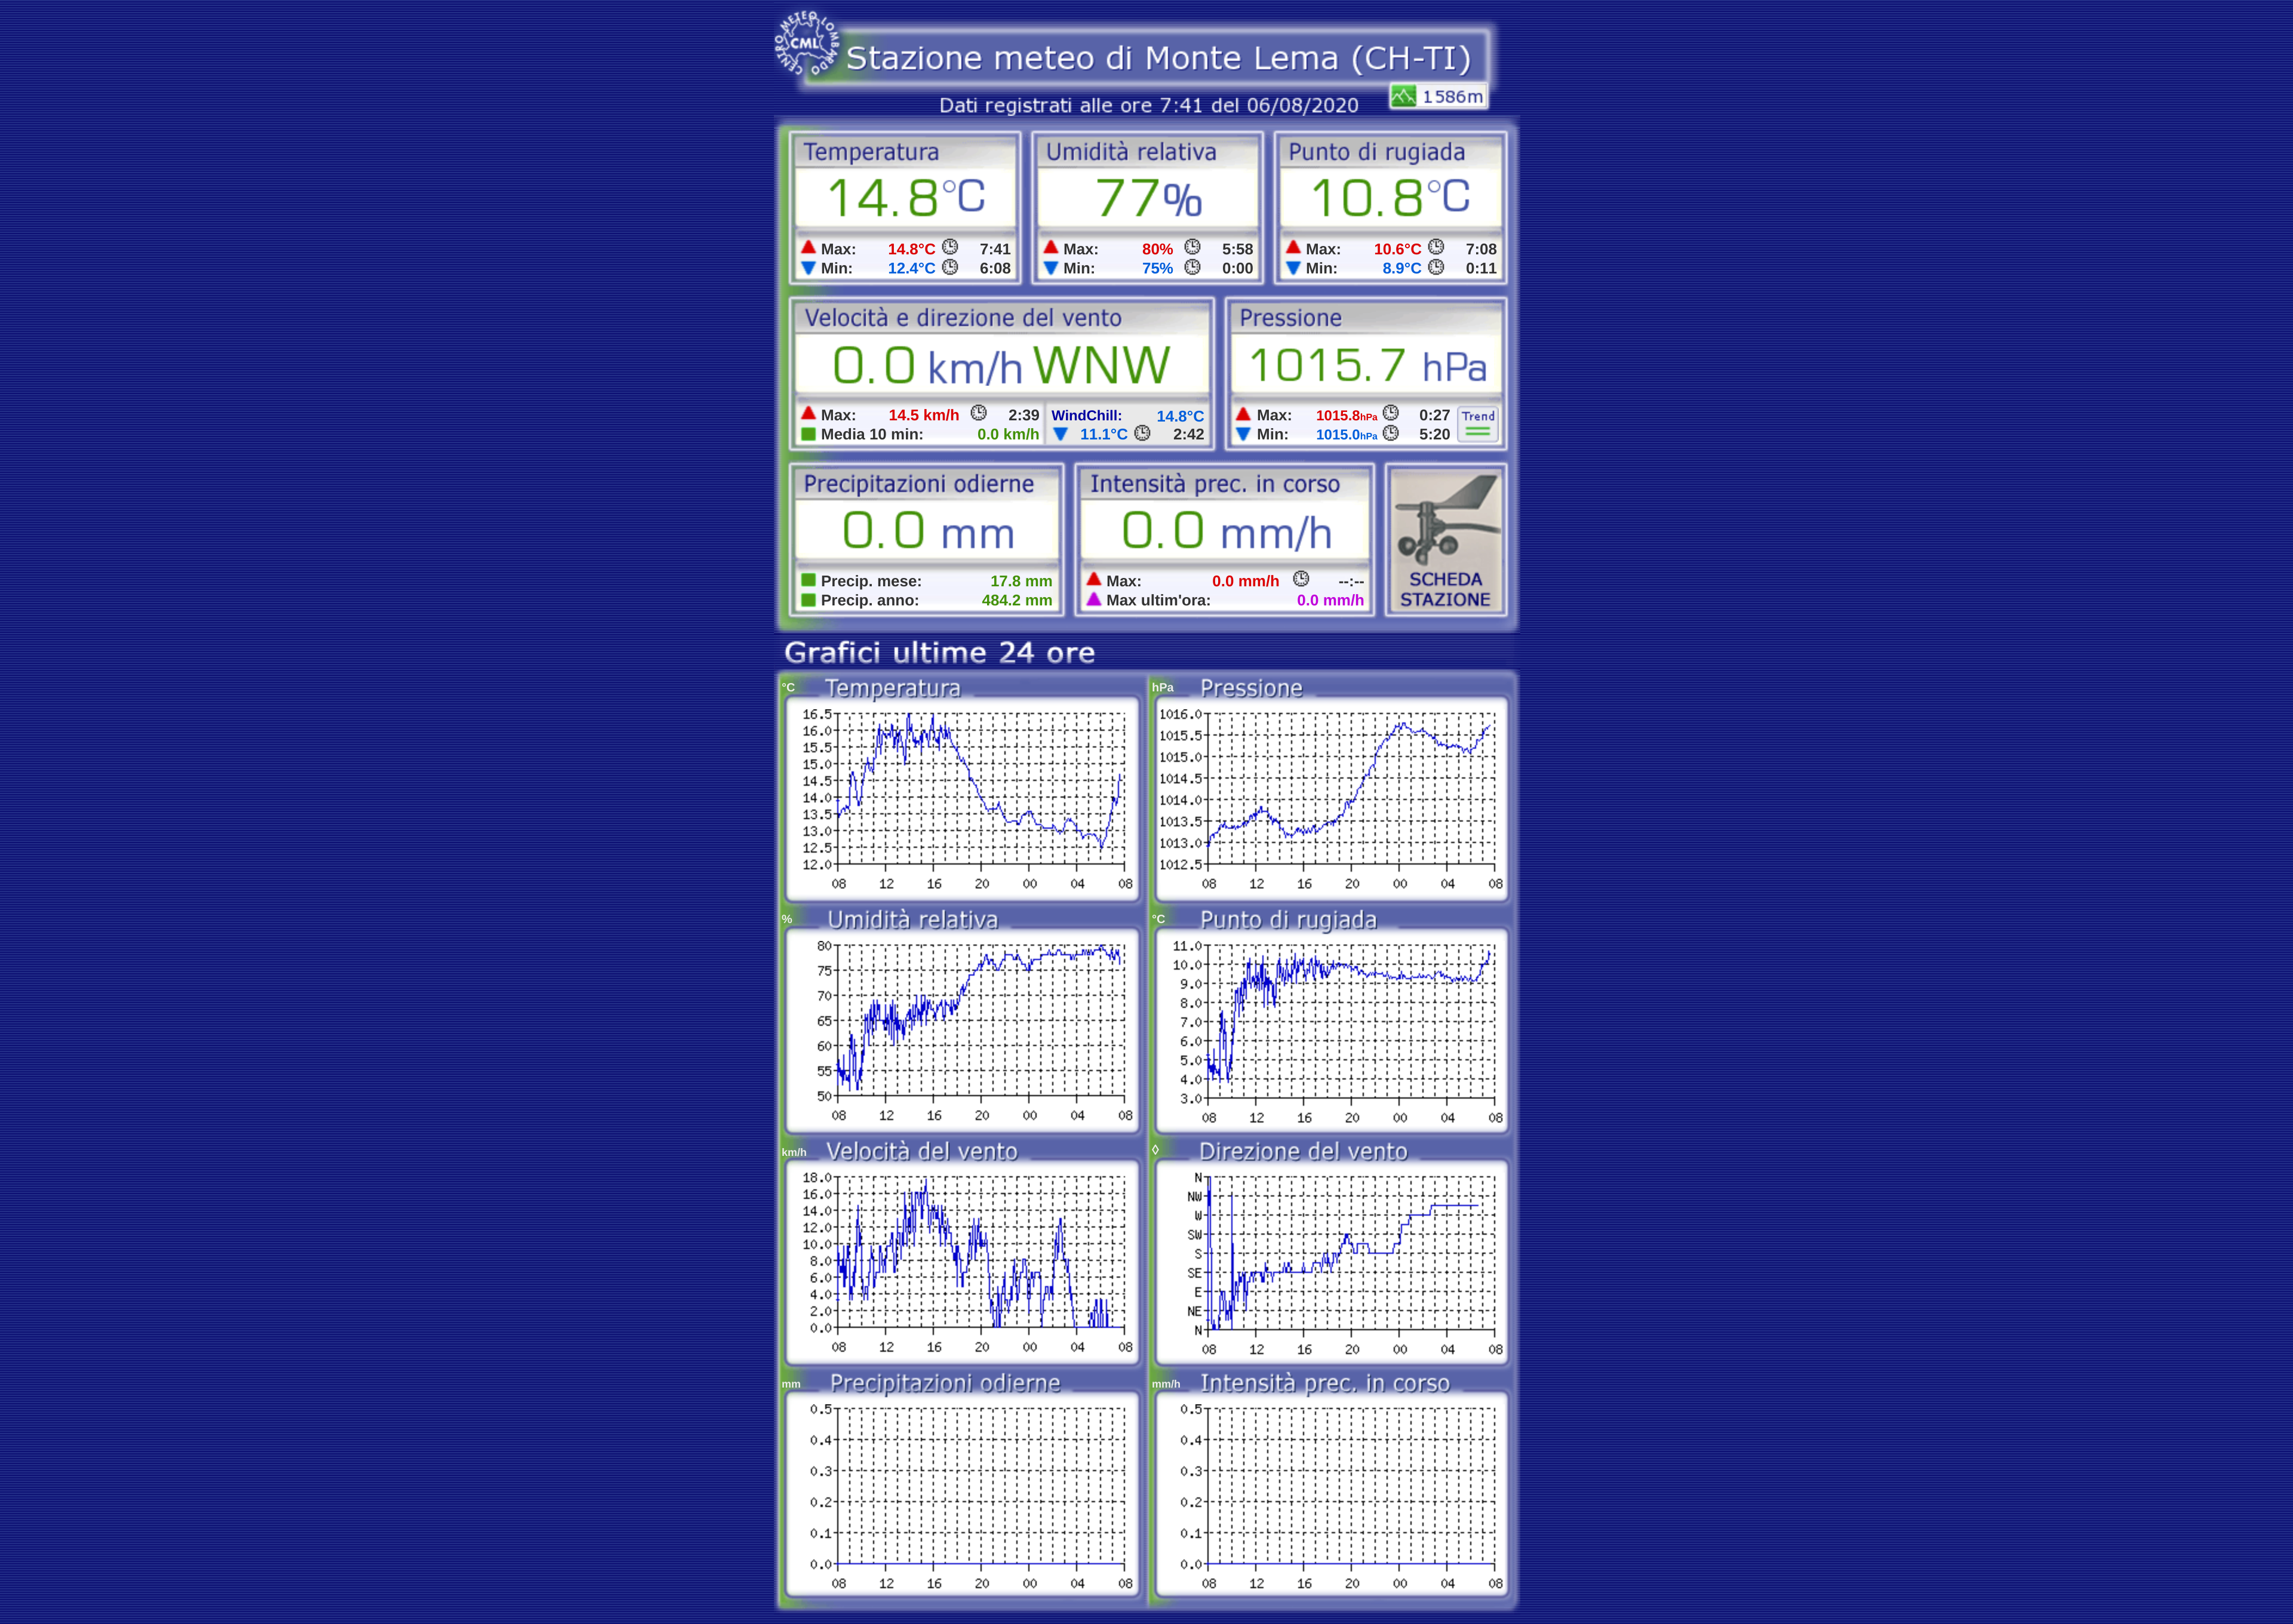 CENTRO METEO LOMBARDO
CML
Stazione meteo di Monte Lema (CH-TI)
1586m
Dati registrati alle ore 7:41 del 06/08/2020
Temperatura Umidità relativa Punto di rugiada
14.8°C 77% 10.8°C
Max: 14.8°C 7:41 Max: 80% 5:58 Max: 10.6°C 7:08
Min: 12.4°C 6:08 Min: 75% 0:00 Min: 8.9°C 0:11
Velocità e direzione del vento Pressione
0.0 km/h WNW 1015.7 hPa
Max: 14.5 km/h 2:39 WindChill: 14.8°C Max: 1015.8hPa 0:27 Trend
Media 10 min: 0.0 km/h 11.1°C 2:42 Min: 1015.0hPa 5:20
Precipitazioni odierne Intensità prec. in corso
0.0 mm 0.0 mm/h
Precip. mese: 17.8 mm Max: 0.0 mm/h --:-- SCHEDA
Precip. anno: 484.2 mm Max ultim'ora: 0.0 mm/h STAZIONE
Grafici ultime 24 ore
°C Temperatura
16.5
16.0
15.5
15.0
14.5
14.0
13.5
13.0
12.5
12.0
08 12 16 20 00 04 08
hPa Pressione
1016.0
1015.5
1015.0
1014.5
1014.0
1013.5
1013.0
1012.5
08 12 16 20 00 04 08
% Umidità relativa
80
75
70
65
60
55
50
08 12 16 20 00 04 08
°C Punto di rugiada
11.0
10.0
9.0
8.0
7.0
6.0
5.0
4.0
3.0
08 12 16 20 00 04 08
km/h Velocità del vento
18.0
16.0
14.0
12.0
10.0
8.0
6.0
4.0
2.0
0.0
08 12 16 20 00 04 08
◊ Direzione del vento
N
NW
W
SW
S
SE
E
NE
N
08 12 16 20 00 04 08
mm Precipitazioni odierne
0.5
0.4
0.3
0.2
0.1
0.0
08 12 16 20 00 04 08
mm/h Intensità prec. in corso
0.5
0.4
0.3
0.2
0.1
0.0
08 12 16 20 00 04 08